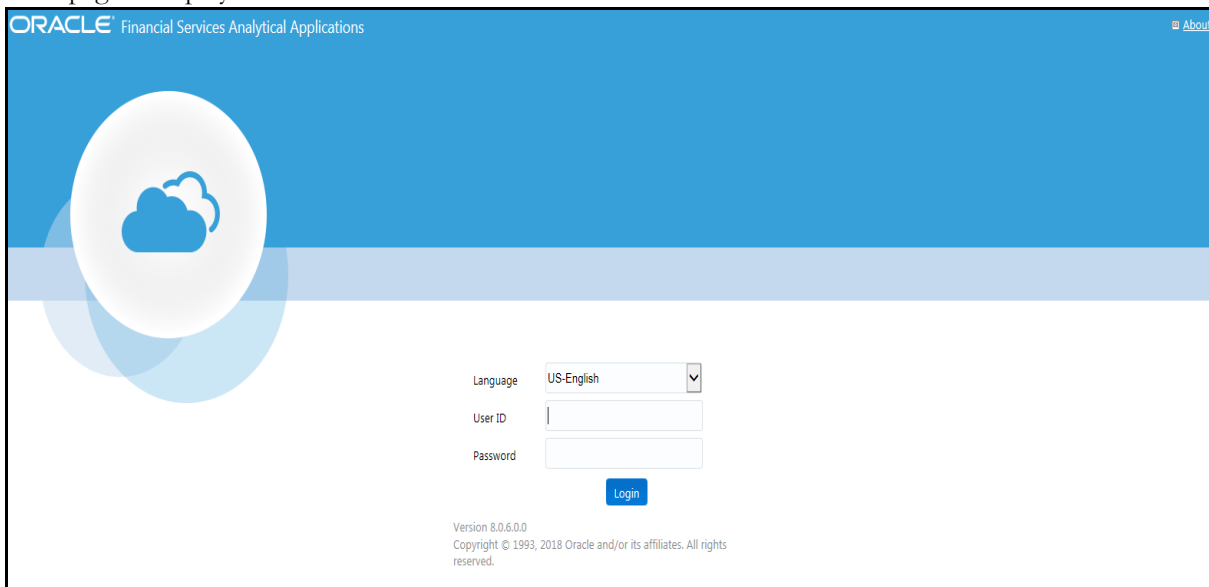 ORACLE® Financial Services Analytical Applications
About
Language US-English
User ID
Password
Login
Version 8.0.6.0.0
Copyright © 1993, 2018 Oracle and/or its affiliates. All rights
reserved.